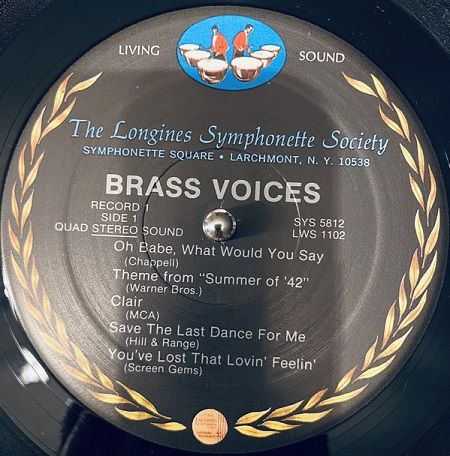 LIVING SOUND
The Longines Symphonette Society
SYMPHONETTE SQUARE • LARCHMONT, N. Y. 10538
BRASS VOICES
RECORD 1
SIDE 1
QUAD STEREO SOUND
SYS 5812
LWS 1102
Oh Babe, What Would You Say
(Chappell)
Theme from "Summer of '42"
(Warner Bros.)
Clair
(MCA)
Save The Last Dance For Me
(Hill & Range)
You've Lost That Lovin' Feelin'
(Screen Gems)